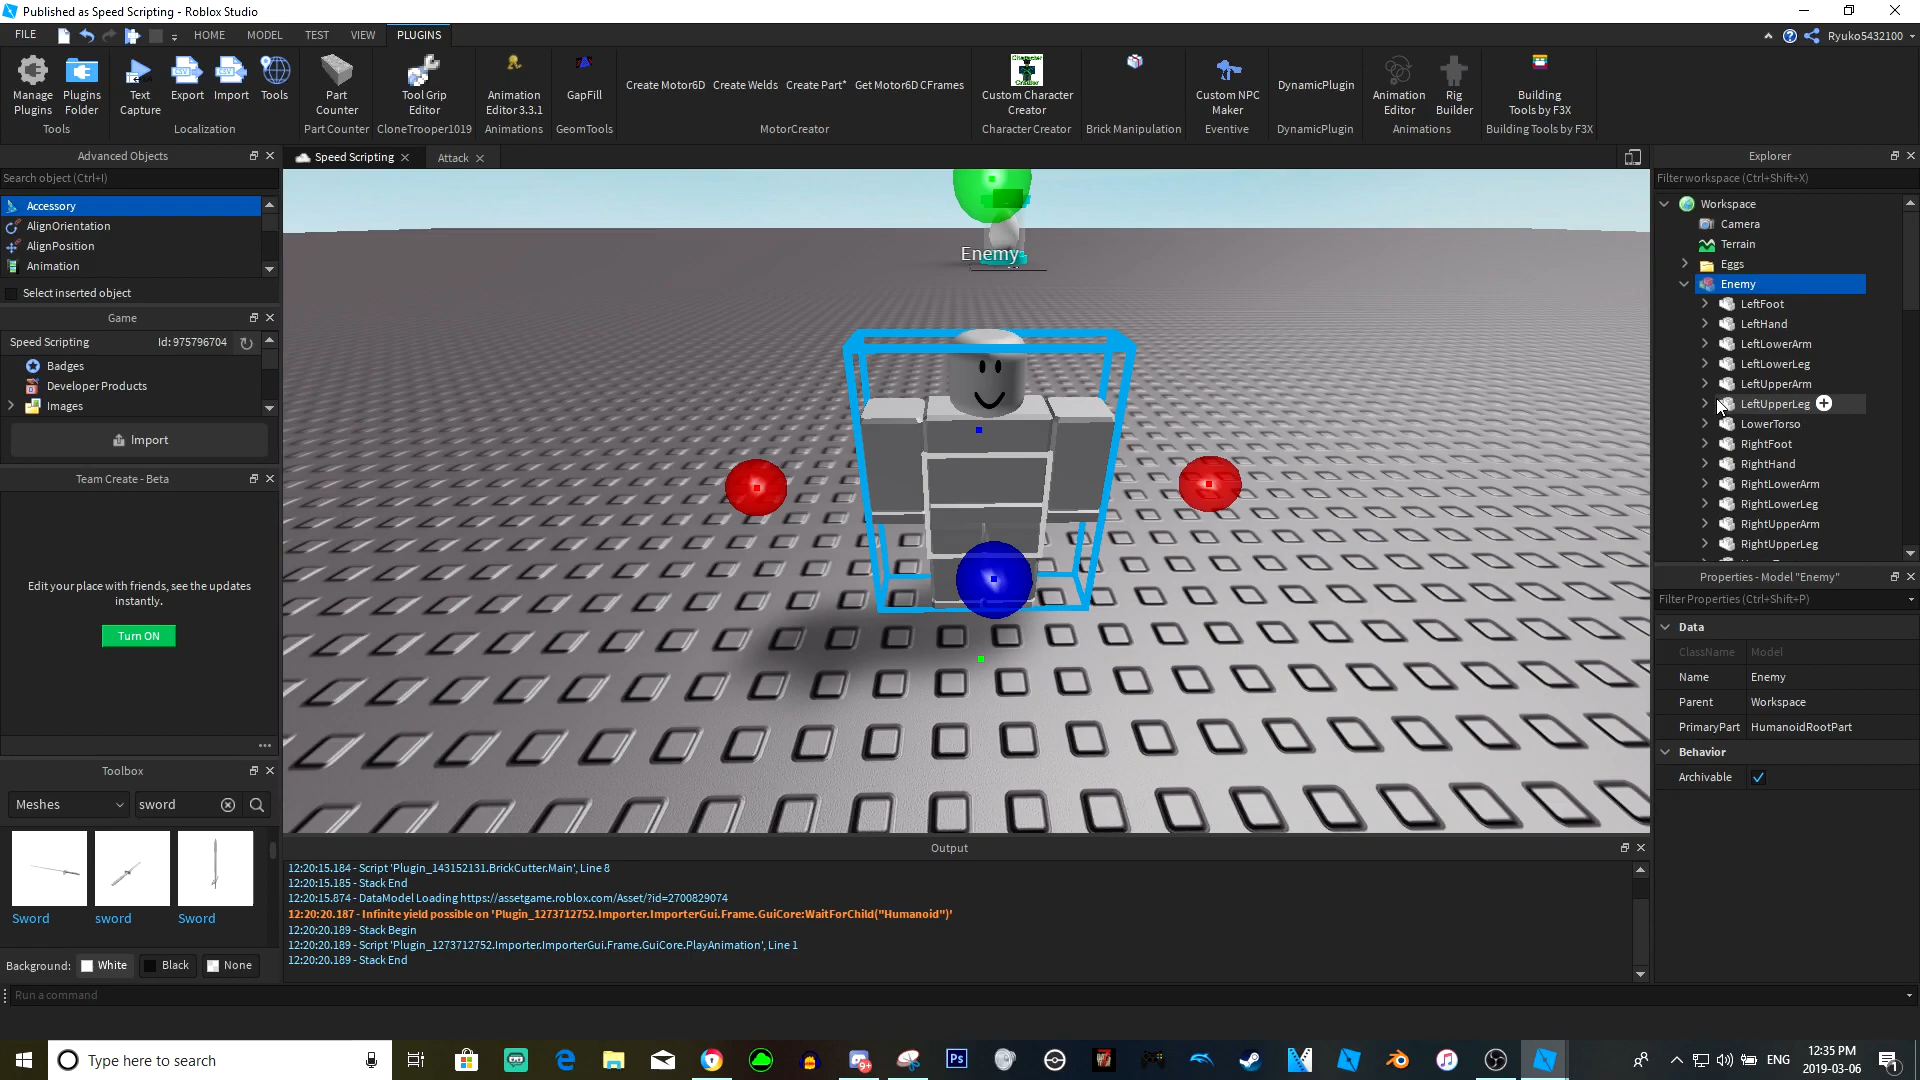 Published as Speed Scripting - Roblox Studio
FILE HOME MODEL TEST VIEW PLUGINS Ryuko5432100
Manage Plugins
Plugins Folder
Tools
Text Capture
Export
Import
Tools
Localization
Part Counter
Part Counter
Tool Grip Editor
CloneTrooper1019
Animation Editor 3.3.1
Animations
GapFill
GeomTools
Create Motor6D Create Welds Create Part* Get Motor6D CFrames
MotorCreator
Custom Character Creator
Character Creator
Brick Manipulation
Custom NPC Maker
Eventive
DynamicPlugin
DynamicPlugin
Animation Editor
Rig Builder
Animations
Building Tools by F3X
Building Tools by F3X
Advanced Objects
Search object (Ctrl+I)
Accessory
AlignOrientation
AlignPosition
Animation
Select inserted object
Game
Speed Scripting Id: 975796704
Badges
Developer Products
Images
Import
Team Create - Beta
Edit your place with friends, see the updates
instantly.
Turn ON
Toolbox
Meshes sword
Sword sword Sword
Background: White Black None
Run a command
Speed Scripting Attack
Enemy
Output
12:20:15.184 - Script 'Plugin_143152131.BrickCutter.Main', Line 8
12:20:15.185 - Stack End
12:20:15.874 - DataModel Loading https://assetgame.roblox.com/Asset/?id=2700829074
12:20:20.187 - Infinite yield possible on 'Plugin_1273712752.Importer.ImporterGui.Frame.GuiCore:WaitForChild("Humanoid")'
12:20:20.189 - Stack Begin
12:20:20.189 - Script 'Plugin_1273712752.Importer.ImporterGui.Frame.GuiCore.PlayAnimation', Line 1
12:20:20.189 - Stack End
Explorer
Filter workspace (Ctrl+Shift+X)
Workspace
Camera
Terrain
Eggs
Enemy
LeftFoot
LeftHand
LeftLowerArm
LeftLowerLeg
LeftUpperArm
LeftUpperLeg
LowerTorso
RightFoot
RightHand
RightLowerArm
RightLowerLeg
RightUpperArm
RightUpperLeg
Properties - Model "Enemy"
Filter Properties (Ctrl+Shift+P)
Data
ClassName Model
Name Enemy
Parent Workspace
PrimaryPart HumanoidRootPart
Behavior
Archivable
Type here to search
Ps
9+
ENG
12:35 PM
2019-03-06
1